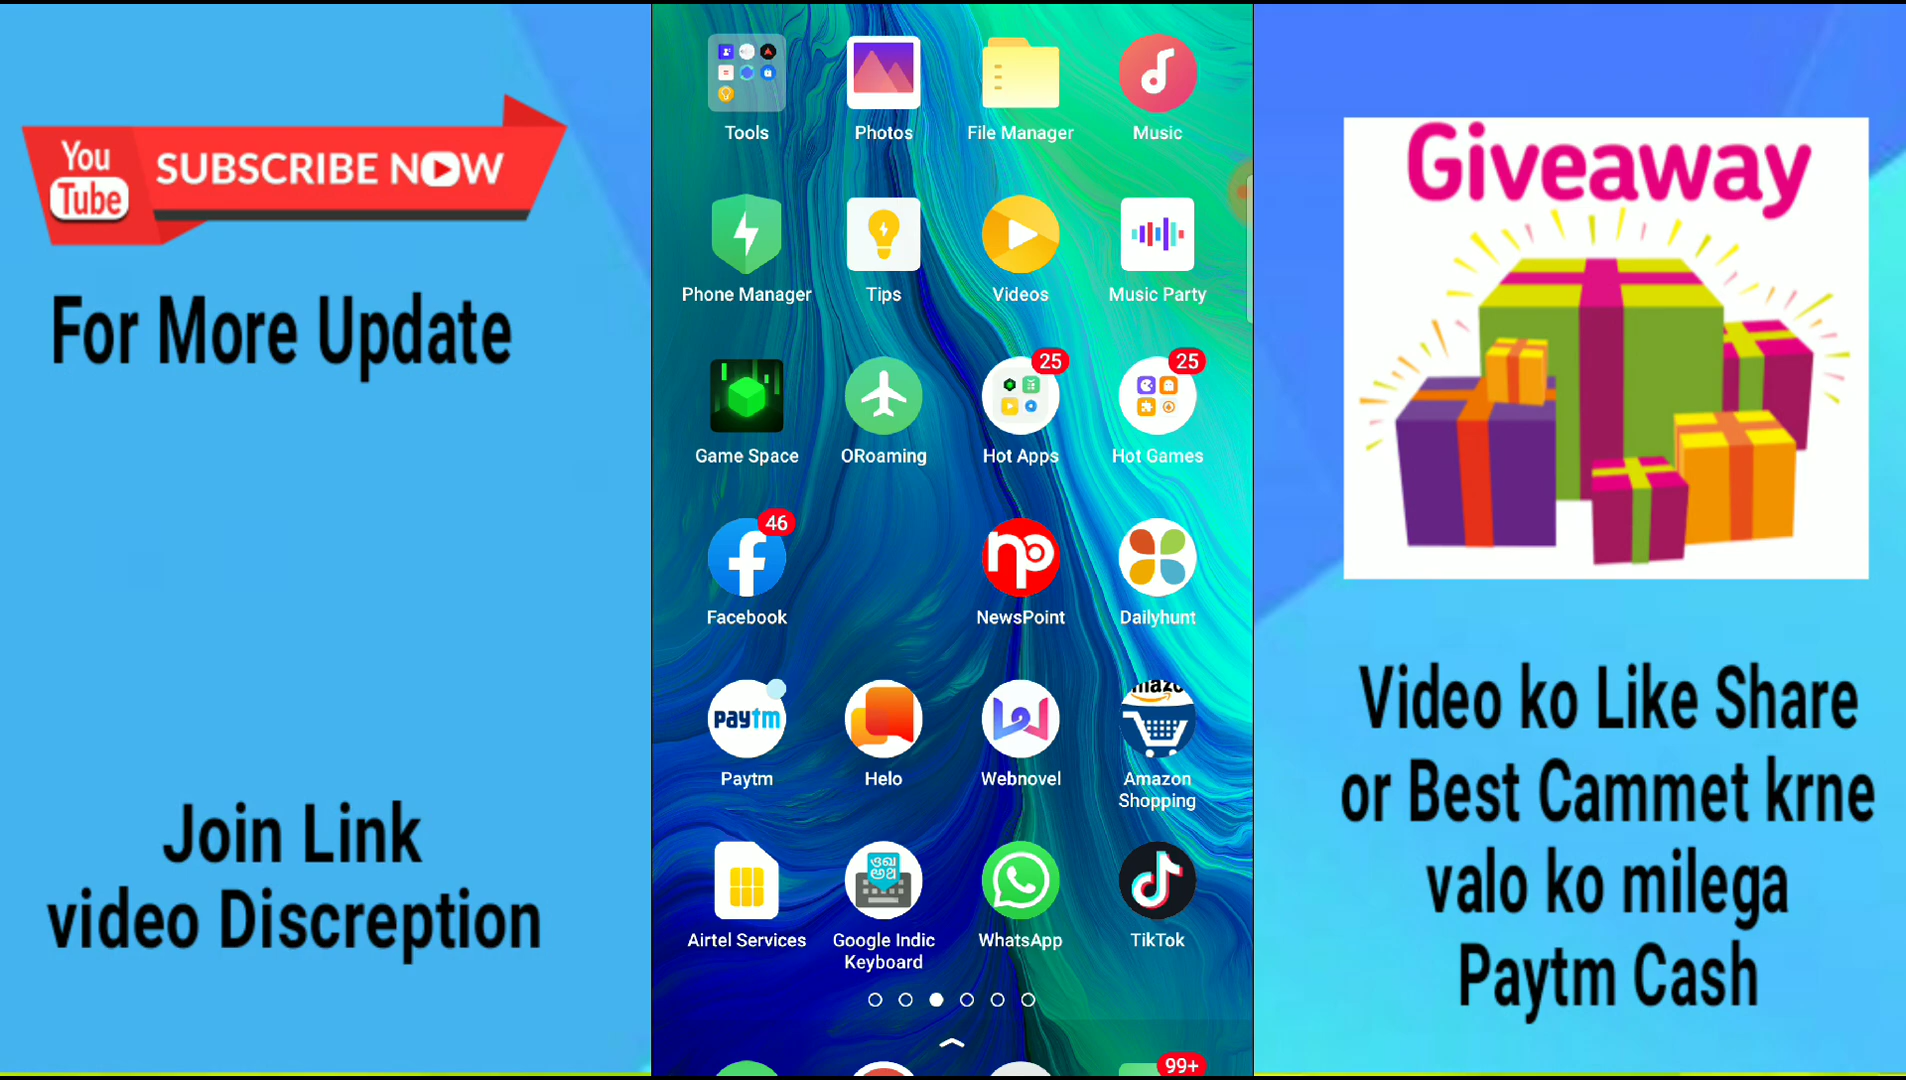 You
Tube
SUBSCRIBE NOW
For More Update
Join Link
video Discreption
Tools
Photos
File Manager
Music
Phone Manager
Tips
Videos
Music Party
25
25
Game Space
ORoaming
Hot Apps
Hot Games
46
np
Facebook
NewsPoint
Dailyhunt
paytm
Paytm
Helo
Webnovel
Amazon
Shopping
Airtel Services
Google Indic
Keyboard
WhatsApp
TikTok
99+
Giveaway
Video ko Like Share
or Best Cammet krne
valo ko milega
Paytm Cash